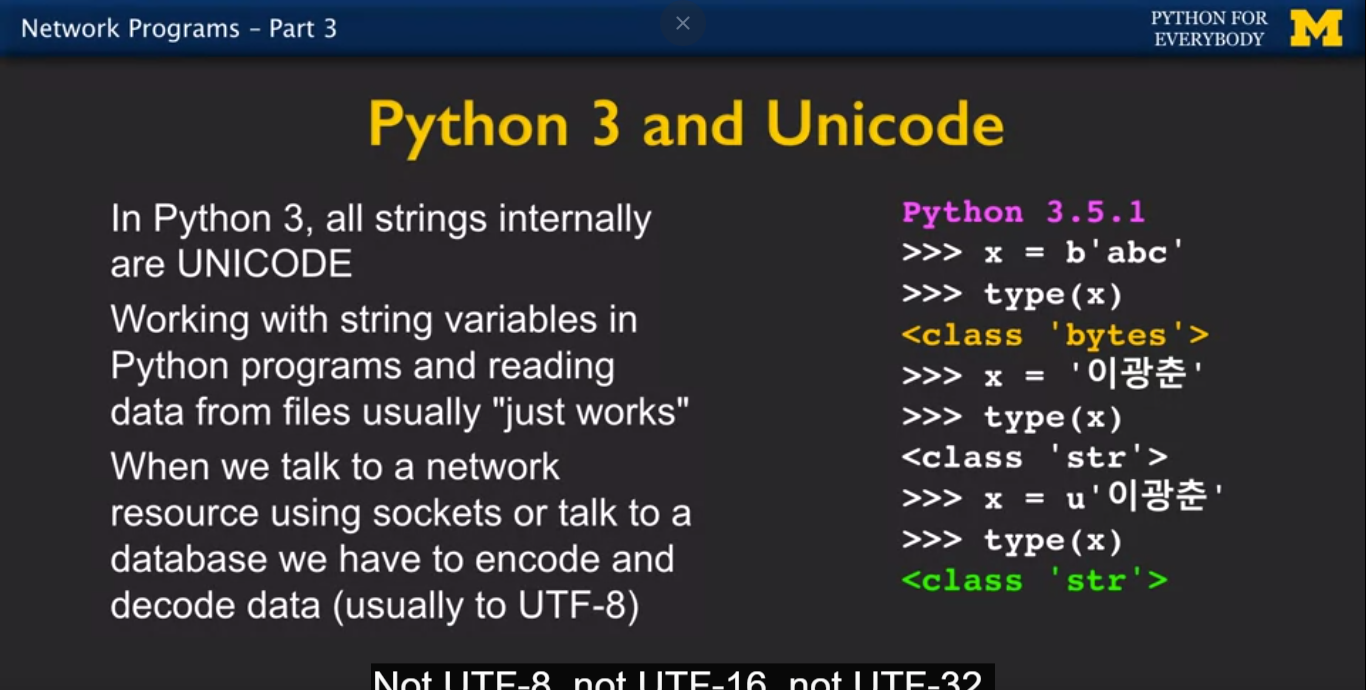 Network Programs – Part 3
PYTHON FOR
EVERYBODY
M
Python 3 and Unicode
In Python 3, all strings internally
are UNICODE
Working with string variables in
Python programs and reading
data from files usually "just works"
When we talk to a network
resource using sockets or talk to a
database we have to encode and
decode data (usually to UTF-8)
Python 3.5.1
>>> x = b'abc'
>>> type(x)
<class 'bytes'>
>>> x = '이광춘'
>>> type(x)
<class 'str'>
>>> x = u'이광춘'
>>> type(x)
<class 'str'>
Not UTF-8, not UTF-16, not UTF-32,